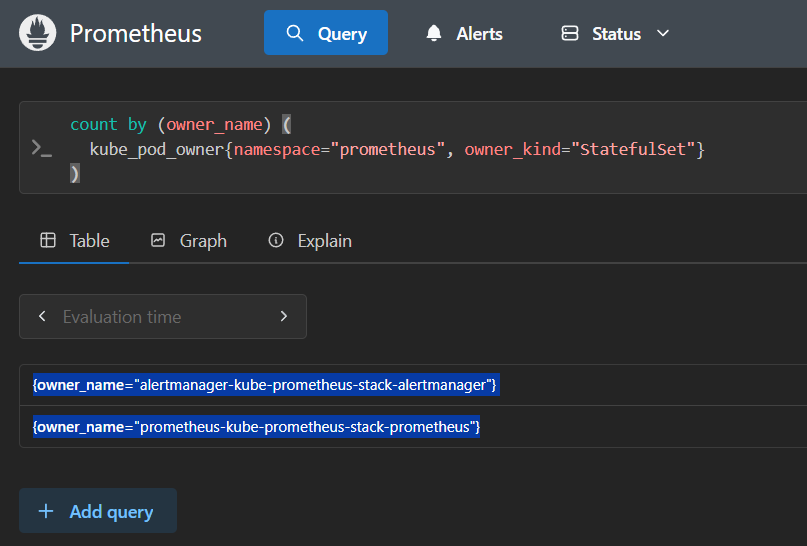 Prometheus Query Alerts Status
count by (owner_name) (
kube_pod_owner{namespace="prometheus", owner_kind="StatefulSet"}
)
Table Graph Explain
Evaluation time
{owner_name="alertmanager-kube-prometheus-stack-alertmanager"}
{owner_name="prometheus-kube-prometheus-stack-prometheus"}
Add query